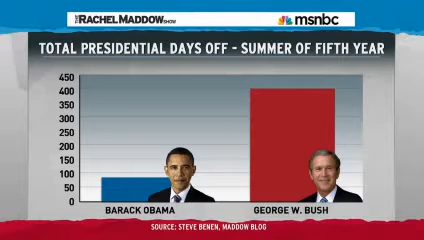 THE RACHEL MADDOW SHOW
msnbc
TOTAL PRESIDENTIAL DAYS OFF - SUMMER OF FIFTH YEAR
450
400
350
300
250
200
150
100
50
0
BARACK OBAMA
GEORGE W. BUSH
SOURCE: STEVE BENEN, MADDOW BLOG